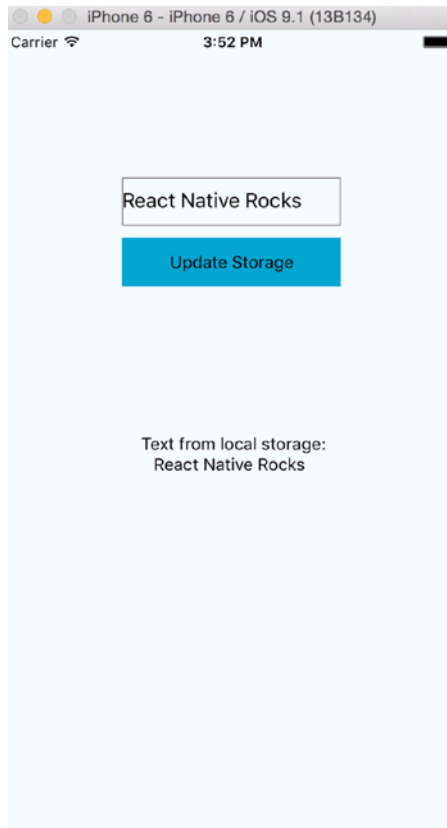 iPhone 6 - iPhone 6 / iOS 9.1 (13B134)
Carrier 3:52 PM
React Native Rocks
Update Storage
Text from local storage:
React Native Rocks